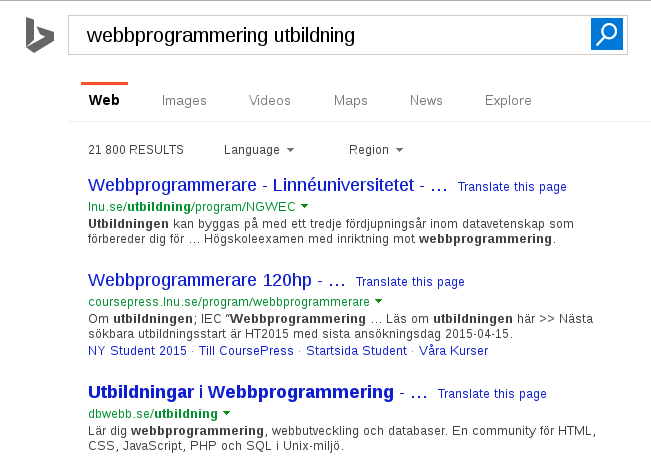 webbprogrammering utbildning
Web Images Videos Maps News Explore
21 800 RESULTS Language Region
Webbprogrammerare - Linnéuniversitetet - ... Translate this page
lnu.se/utbildning/program/NGWEC
Utbildningen kan byggas på med ett tredje fördjupningsår inom datavetenskap som
förbereder dig för ... Högskoleexamen med inriktning mot webbprogrammering.
Webbprogrammerare 120hp - ... Translate this page
coursepress.lnu.se/program/webbprogrammerare
Om utbildningen; IEC “Webbprogrammering ... Läs om utbildningen här >> Nästa
sökbara utbildningsstart är HT2015 med sista ansökningsdag 2015-04-15.
NY Student 2015 · Till CoursePress · Startsida Student · Våra Kurser
Utbildningar i Webbprogrammering - ... Translate this page
dbwebb.se/utbildning
Lär dig webbprogrammering, webbutveckling och databaser. En community för HTML,
CSS, JavaScript, PHP och SQL i Unix-miljö.